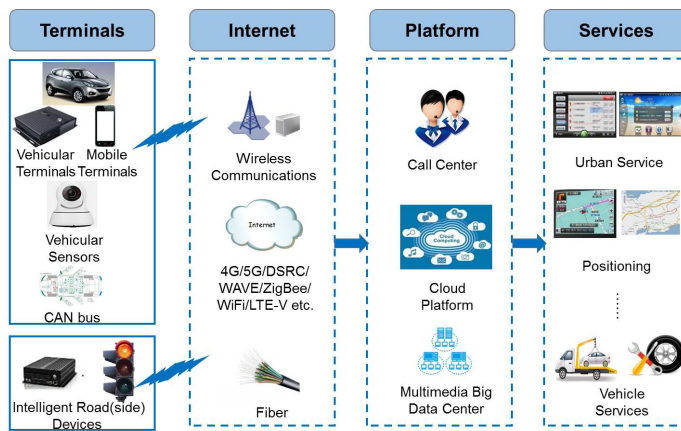 Terminals
Internet
Platform
Services
Vehicular
Terminals
Mobile
Terminals
Vehicular
Sensors
CAN bus
Intelligent Road(side)
Devices
Wireless
Communications
Internet
4G/5G/DSRC/
WAVE/ZigBee/
WiFi/LTE-V etc.
Fiber
Call Center
Cloud
Computing
Cloud
Platform
Multimedia Big
Data Center
Urban Service
Positioning
Vehicle
Services